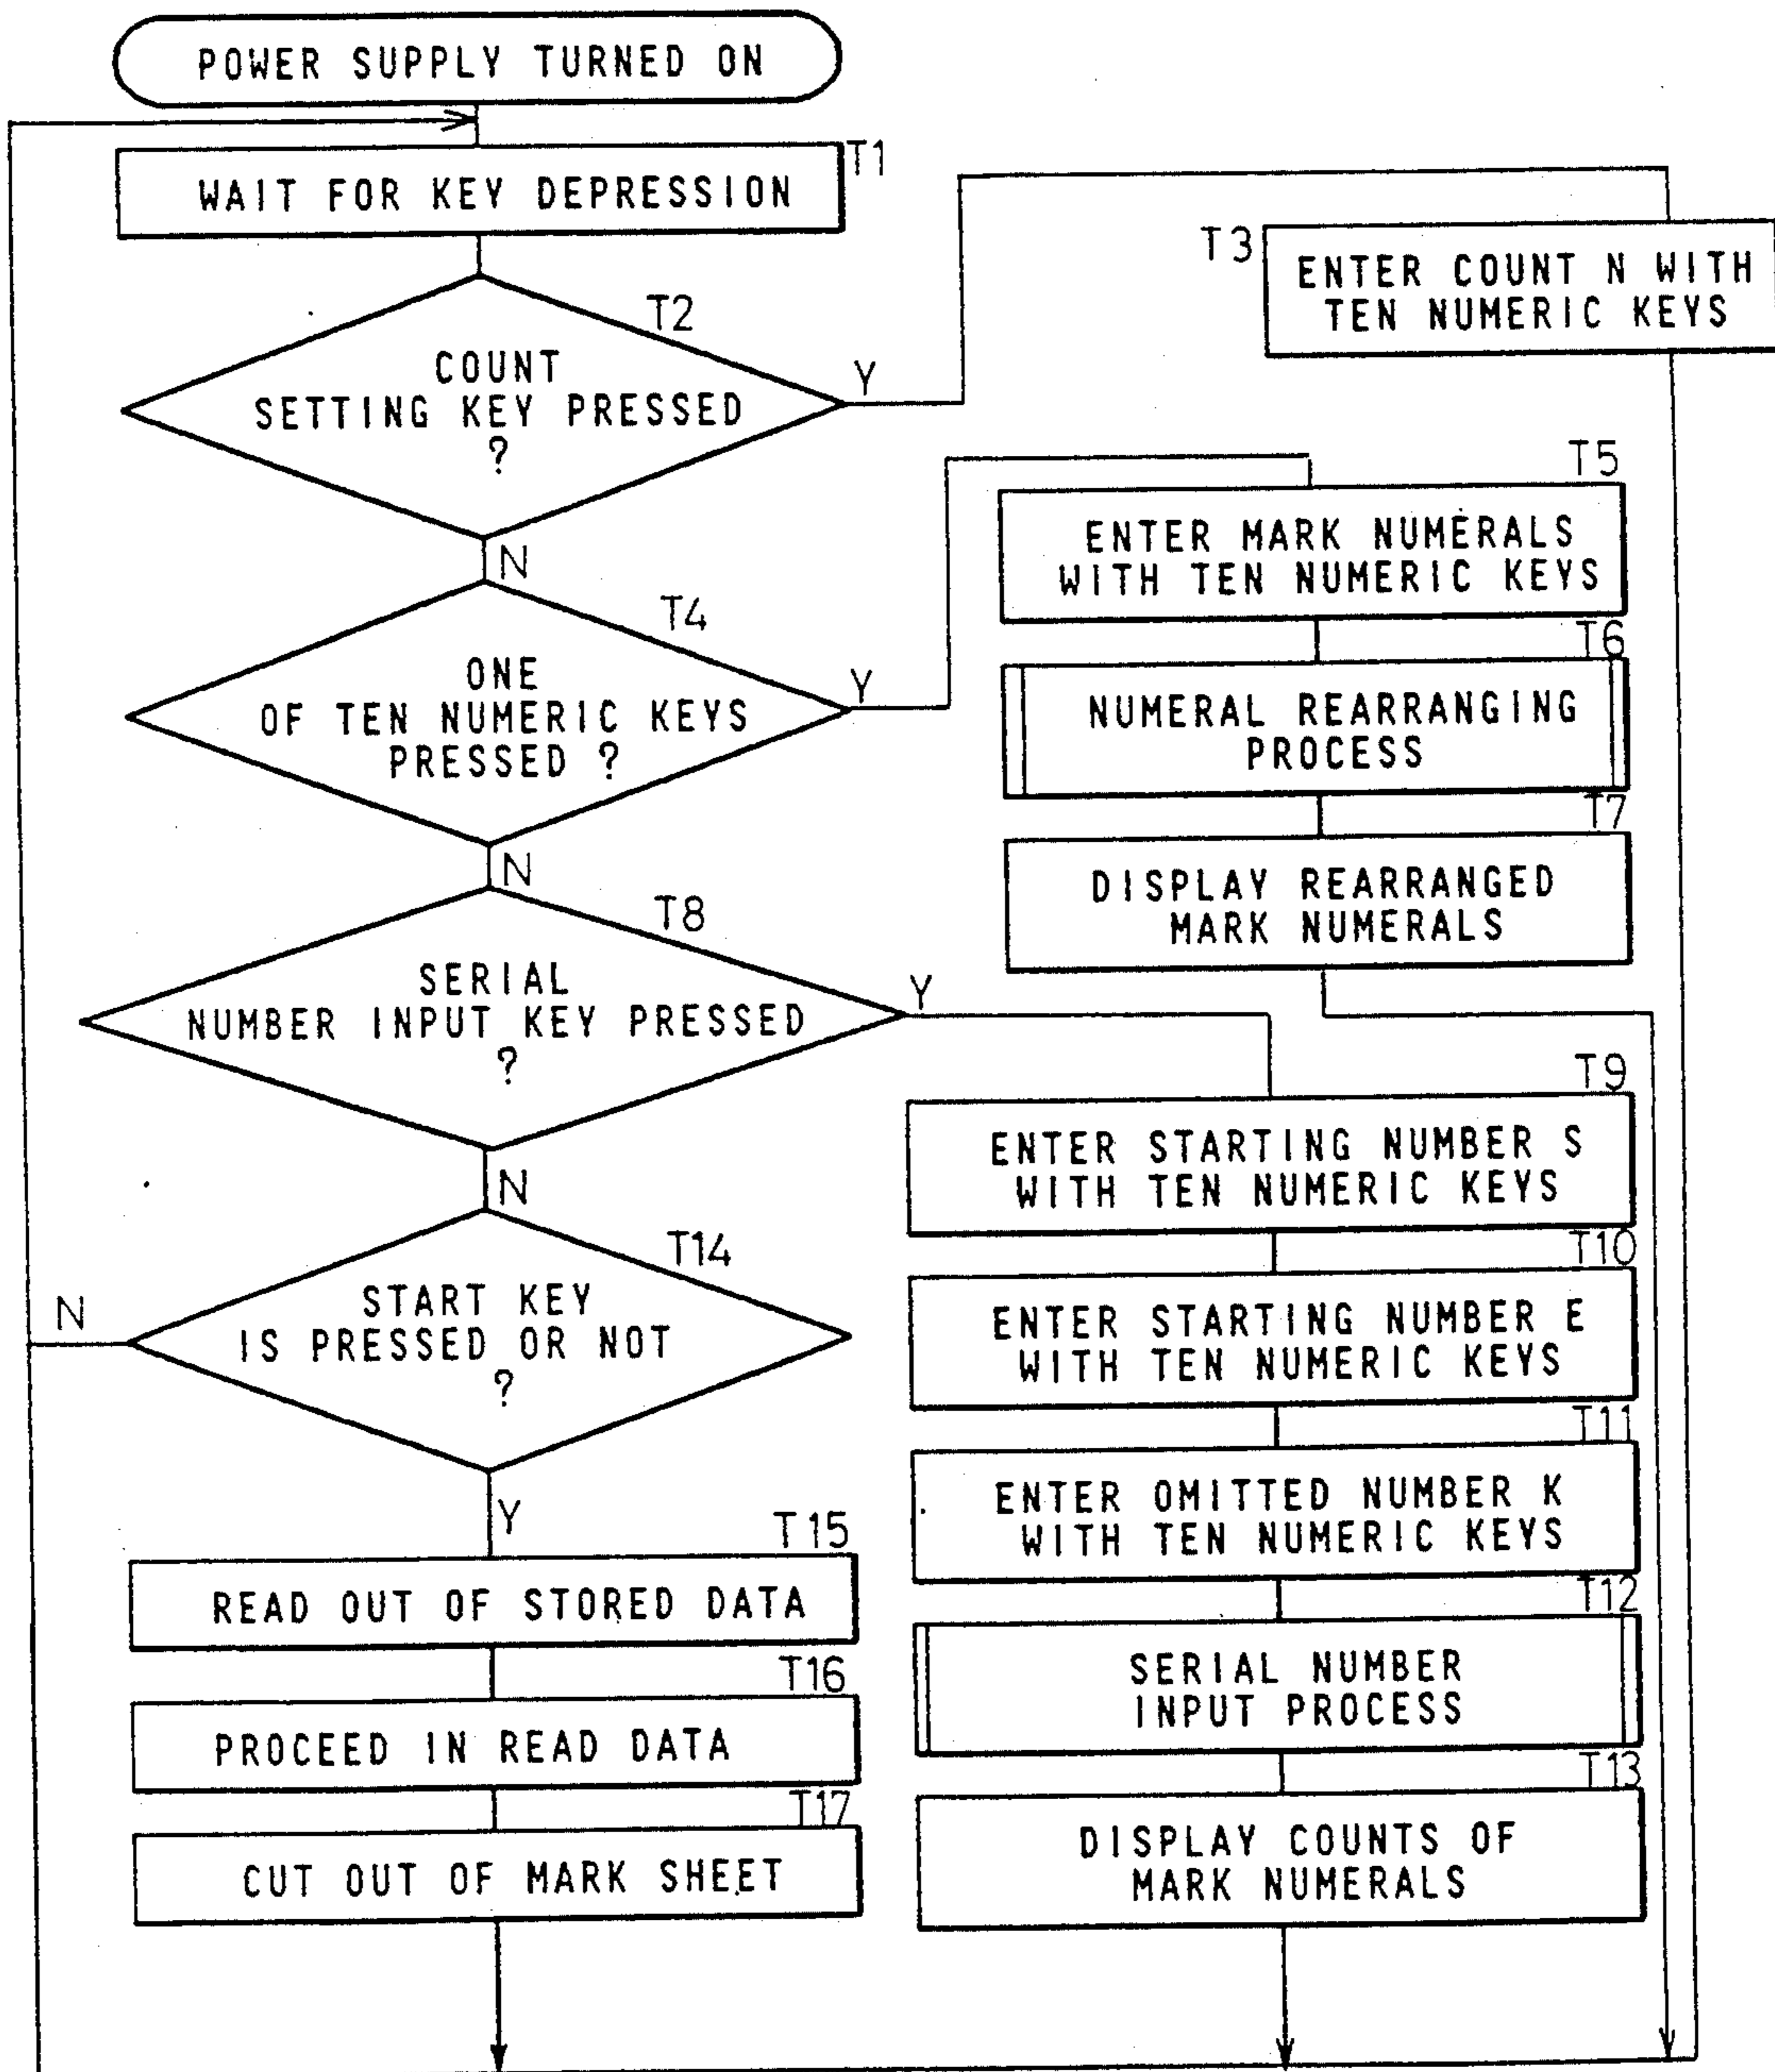 POWER SUPPLY TURNED ON
T1
WAIT FOR KEY DEPRESSION
T2
COUNT
SETTING KEY PRESSED
?
Y
N
T3
ENTER COUNT N WITH
TEN NUMERIC KEYS
T4
ONE
OF TEN NUMERIC KEYS
PRESSED ?
Y
N
T5
ENTER MARK NUMERALS
WITH TEN NUMERIC KEYS
T6
NUMERAL REARRANGING
PROCESS
T7
DISPLAY REARRANGED
MARK NUMERALS
T8
SERIAL
NUMBER INPUT KEY PRESSED
?
Y
N
T9
ENTER STARTING NUMBER S
WITH TEN NUMERIC KEYS
T10
ENTER STARTING NUMBER E
WITH TEN NUMERIC KEYS
T11
ENTER OMITTED NUMBER K
WITH TEN NUMERIC KEYS
T12
SERIAL NUMBER
INPUT PROCESS
T13
DISPLAY COUNTS OF
MARK NUMERALS
T14
START KEY
IS PRESSED OR NOT
?
N
Y
T15
READ OUT OF STORED DATA
T16
PROCEED IN READ DATA
T17
CUT OUT OF MARK SHEET